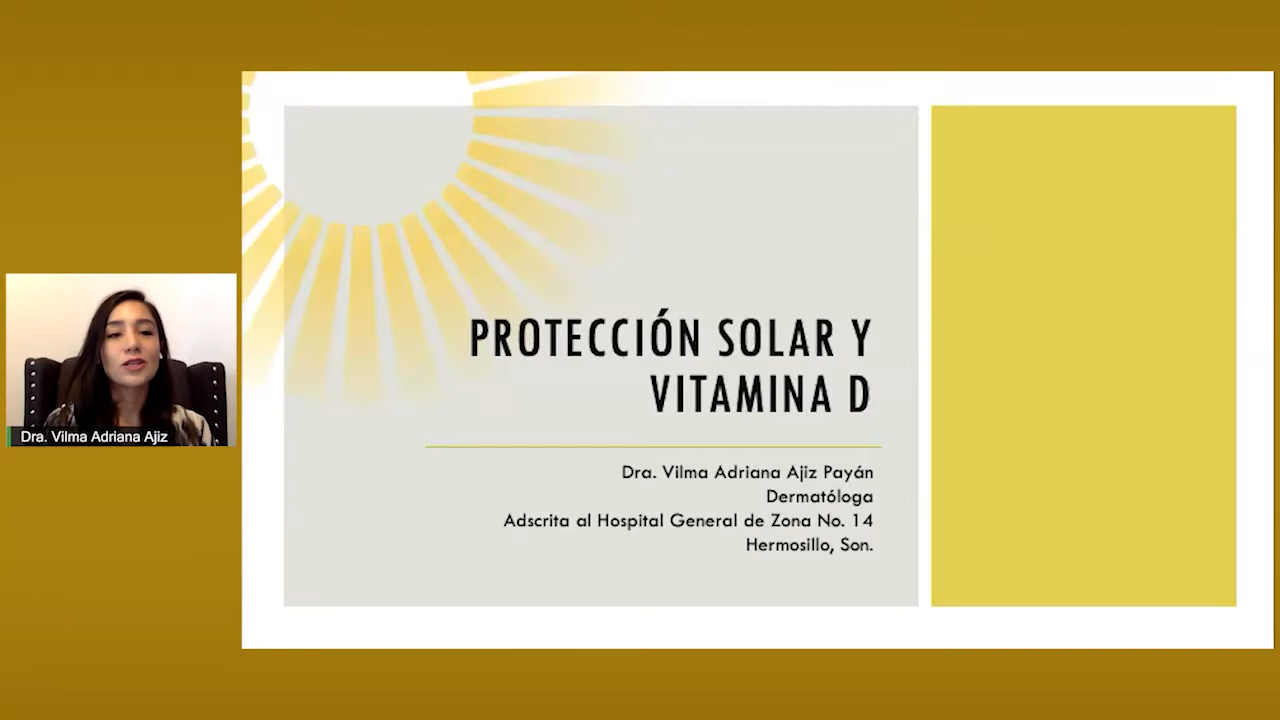 PROTECCIÓN SOLAR Y
VITAMINA D
Dra. Vilma Adriana Ajiz Payán
Dermatóloga
Adscrita al Hospital General de Zona No. 14
Hermosillo, Son.
Dra. Vilma Adriana Ajiz